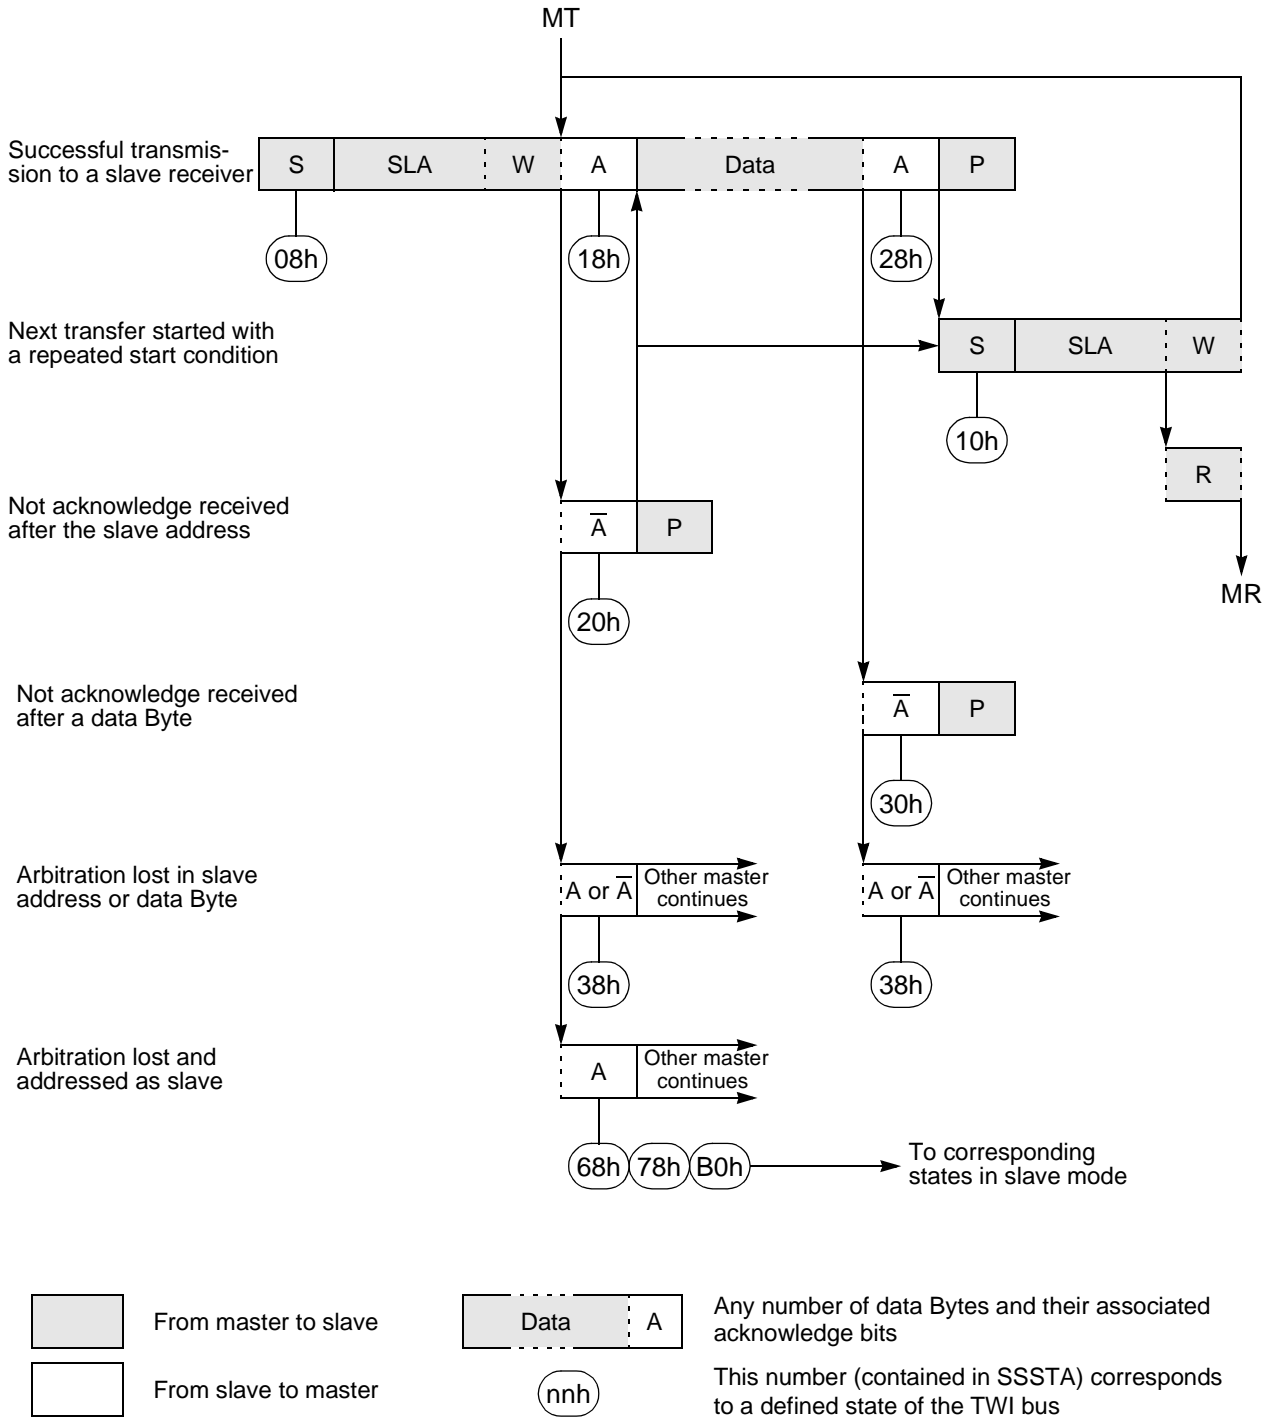 MT
Successful transmis-
sion to a slave receiver
S SLA W A Data A P
08h 18h 28h
Next transfer started with
a repeated start condition
S SLA W
10h
R
Not acknowledge received
after the slave address
A̅ P
MR
20h
Not acknowledge received
after a data Byte
A̅ P
30h
Arbitration lost in slave
address or data Byte
A or A̅ Other master
continues
A or A̅ Other master
continues
38h 38h
Arbitration lost and
addressed as slave
A Other master
continues
68h 78h B0h
To corresponding
states in slave mode
From master to slave
Data A
Any number of data Bytes and their associated
acknowledge bits
From slave to master
nnh
This number (contained in SSSTA) corresponds
to a defined state of the TWI bus